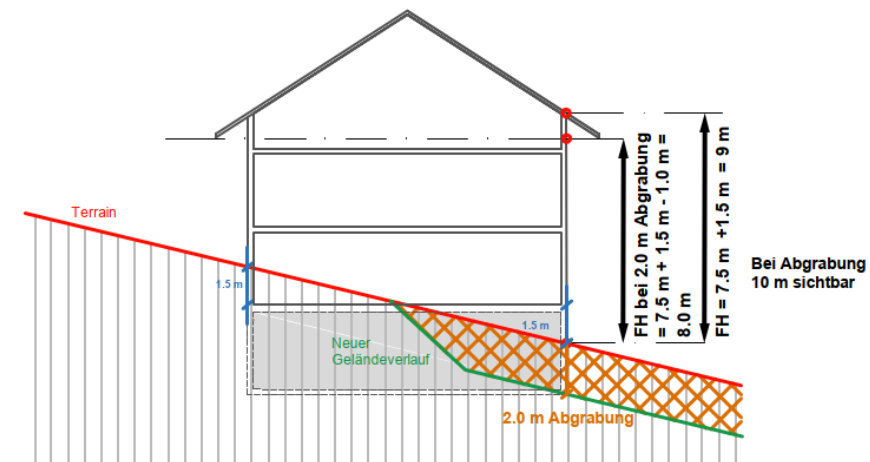 Terrain
1.5 m
1.5 m
Neuer
Geländeverlauf
2.0 m Abgrabung
FH bei 2.0 m Abgrabung
= 7.5 m + 1.5 m - 1.0 m =
8.0 m
FH = 7.5 m +1.5 m = 9 m
Bei Abgrabung
10 m sichtbar